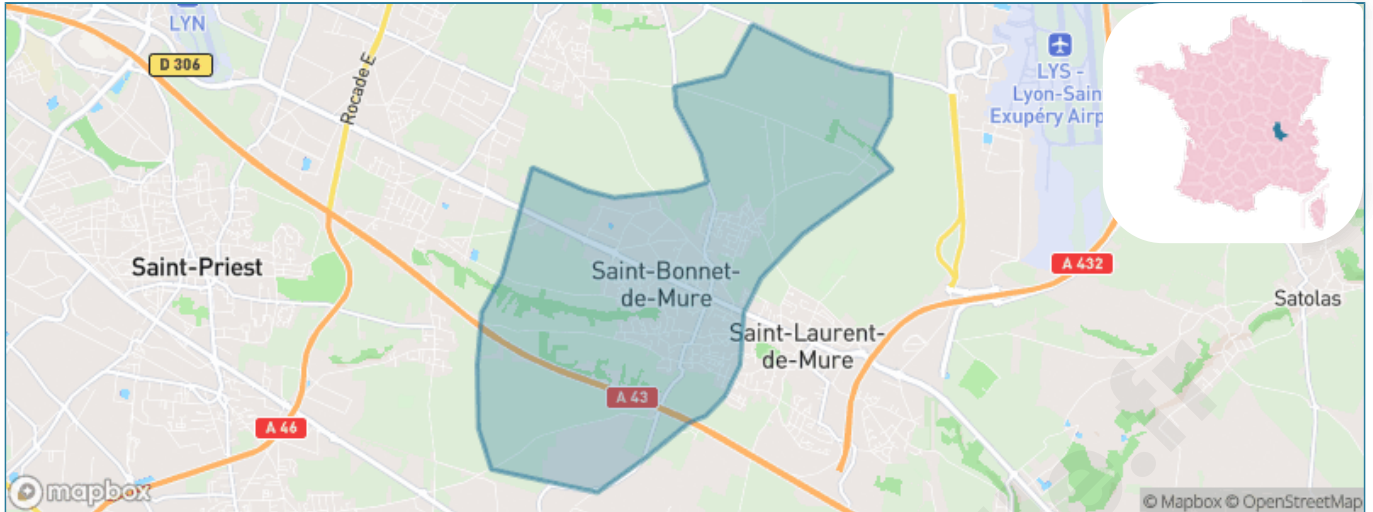 LYN
D 306
Rocade E
LYS -
Lyon-Sain
Exupéry Airp
Saint-Priest
Saint-Bonnet-
de-Mure
A 432
Satolas
Saint-Laurent-
de-Mure
A 43
A 46
mapbox
© Mapbox © OpenStreetMap